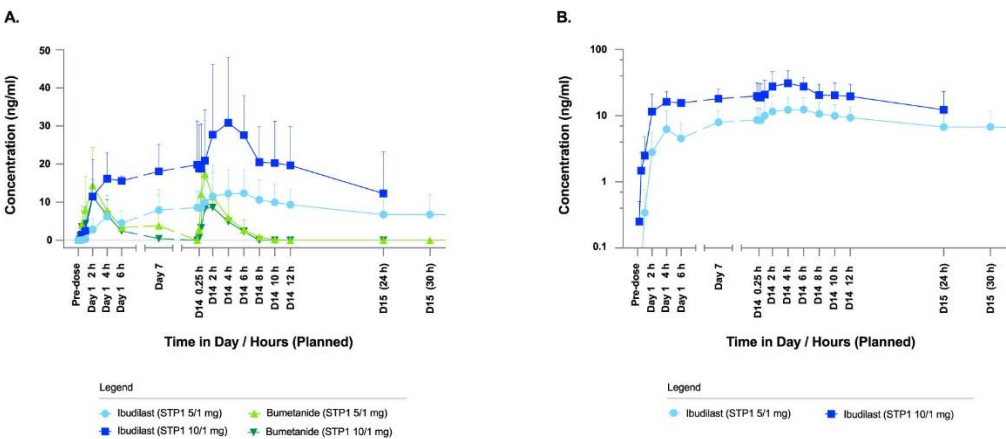 A.
Concentration (ng/ml)
50
40
30
20
10
0
Pre-dose
Day 1 2 h
Day 1 4 h
Day 1 6 h
Day 7
D14 0.25 h
D14 2 h
D14 4 h
D14 6 h
D14 8 h
D14 10 h
D14 12 h
D15 (24 h)
D15 (30 h)
Time in Day / Hours (Planned)
Legend
Ibudilast (STP1 5/1 mg)
Bumetanide (STP1 5/1 mg)
Ibudilast (STP1 10/1 mg)
Bumetanide (STP1 10/1 mg)
B.
Concentration (ng/ml)
100
10
1
0.1
Pre-dose
Day 1 2 h
Day 1 4 h
Day 1 6 h
Day 7
D14 0.25 h
D14 2 h
D14 4 h
D14 6 h
D14 8 h
D14 10 h
D14 12 h
D15 (24 h)
D15 (30 h)
Time in Day / Hours (Planned)
Legend
Ibudilast (STP1 5/1 mg)
Ibudilast (STP1 10/1 mg)